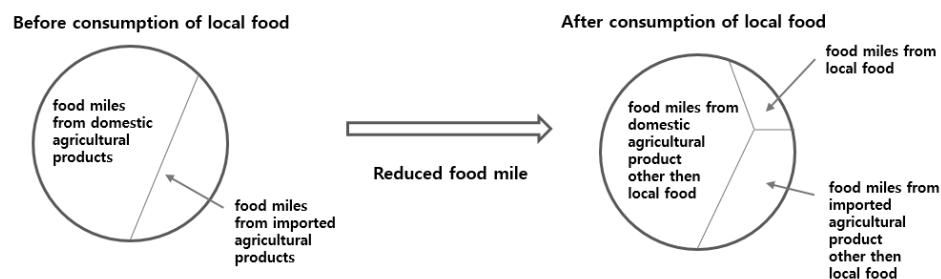 Before consumption of local food
food miles
from domestic
agricultural
products
food miles
from imported
agricultural
products
Reduced food mile
After consumption of local food
food miles from
local food
food miles from
domestic
agricultural
product
other then
local food
food miles from
imported
agricultural
product
other then
local food